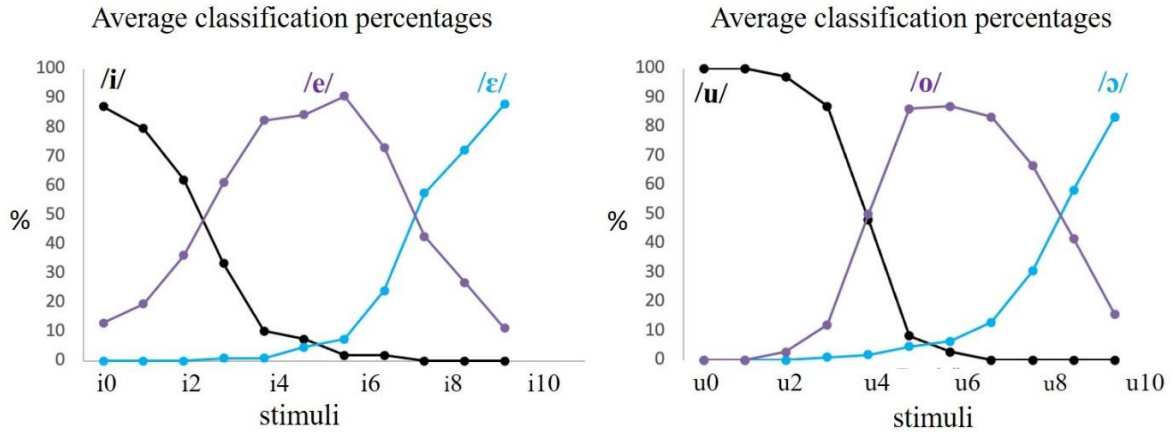 Average classification percentages
100
90
80
70
60
50
40
30
20
10
0
%
/i/
/e/
/ɛ/
i0 i2 i4 i6 i8 i10
stimuli
Average classification percentages
100
90
80
70
60
50
40
30
20
10
0
%
/u/
/o/
/ɔ/
u0 u2 u4 u6 u8 u10
stimuli